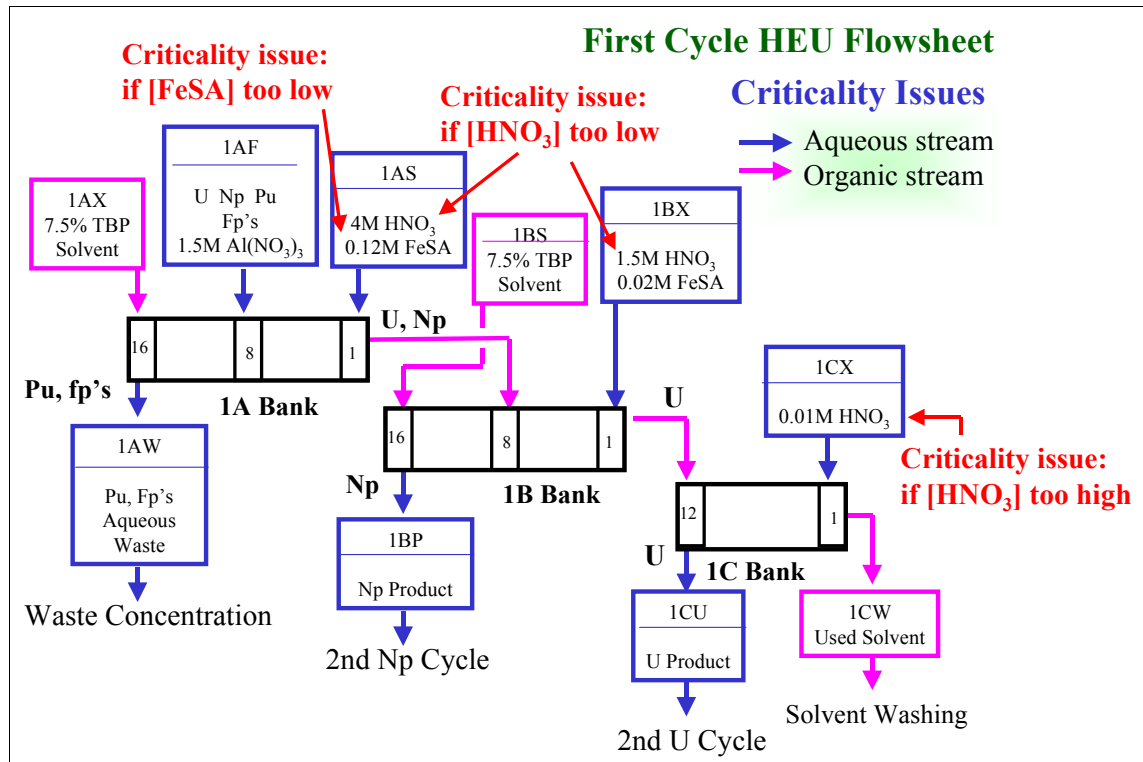 First Cycle HEU Flowsheet
Criticality Issues
Aqueous stream
Organic stream
Criticality issue:
if [FeSA] too low
Criticality issue:
if [HNO₃] too low
1AX
7.5% TBP
Solvent
1AF
U Np Pu
Fp's
1.5M Al(NO₃)₃
1AS
4M HNO₃
0.12M FeSA
1BS
7.5% TBP
Solvent
1BX
1.5M HNO₃
0.02M FeSA
16
8
1
U, Np
Pu, fp's
1A Bank
1AW
Pu, Fp's
Aqueous
Waste
Waste Concentration
16
8
1
U
Np
1B Bank
1BP
Np Product
2nd Np Cycle
1CX
0.01M HNO₃
Criticality issue:
if [HNO₃] too high
12
1
U
1C Bank
1CU
U Product
2nd U Cycle
1CW
Used Solvent
Solvent Washing